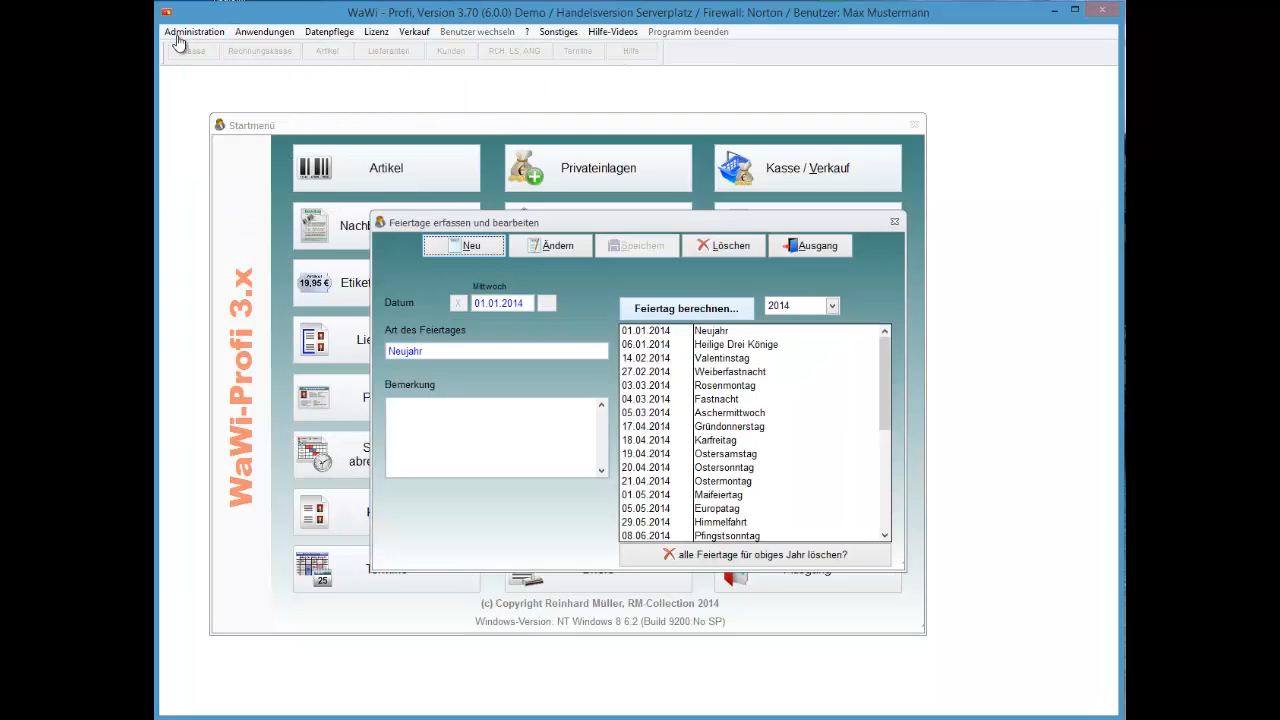 WaWi - Profi, Version 3.70 (6.0.0) Demo / Handelsversion Serverplatz / Firewall: Norton / Benutzer: Max Mustermann
Administration Anwendungen Datenpflege Lizenz Verkauf Benutzer wechseln ? Sonstiges Hilfe-Videos Programm beenden
Rechnungskasse Artikel Lieferanten Kunden RCH, LS, ANG Termine Hilfe
Startmenü
WaWi-Profi 3.x
Artikel Privateinlagen Kasse / Verkauf
Feiertage erfassen und bearbeiten
Neu Ändern Speichern Löschen Ausgang
Artikel
19,95 €
25
Mittwoch
Datum X 01.01.2014
Feiertag berechnen... 2014
Art des Feiertages
Neujahr
Bemerkung
01.01.2014 Neujahr
06.01.2014 Heilige Drei Könige
14.02.2014 Valentinstag
27.02.2014 Weiberfastnacht
03.03.2014 Rosenmontag
04.03.2014 Fastnacht
05.03.2014 Aschermittwoch
17.04.2014 Gründonnerstag
18.04.2014 Karfreitag
19.04.2014 Ostersamstag
20.04.2014 Ostersonntag
21.04.2014 Ostermontag
01.05.2014 Maifeiertag
05.05.2014 Europatag
29.05.2014 Himmelfahrt
08.06.2014 Pfingstsonntag
alle Feiertage für obiges Jahr löschen?
(c) Copyright Reinhard Müller, RM-Collection 2014
Windows-Version: NT Windows 8 6.2 (Build 9200:No SP)